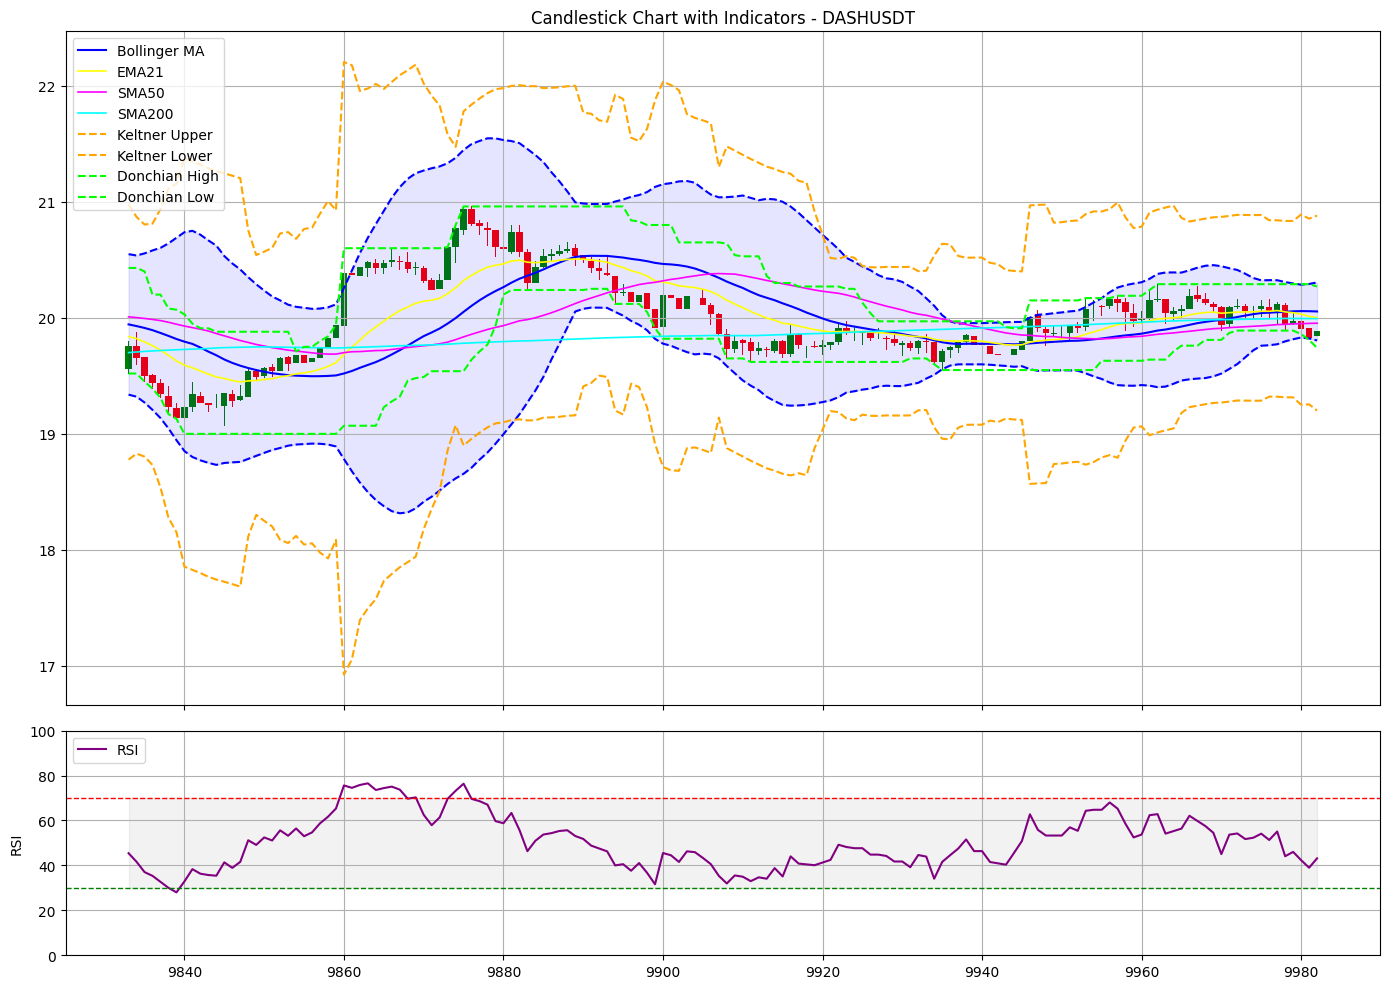 Candlestick Chart with Indicators - DASHUSDT
Bollinger MA
EMA21
SMA50
SMA200
Keltner Upper
Keltner Lower
Donchian High
Donchian Low
22
21
20
19
18
17
RSI
100
80
60
40
20
0
RSI
9840 9860 9880 9900 9920 9940 9960 9980